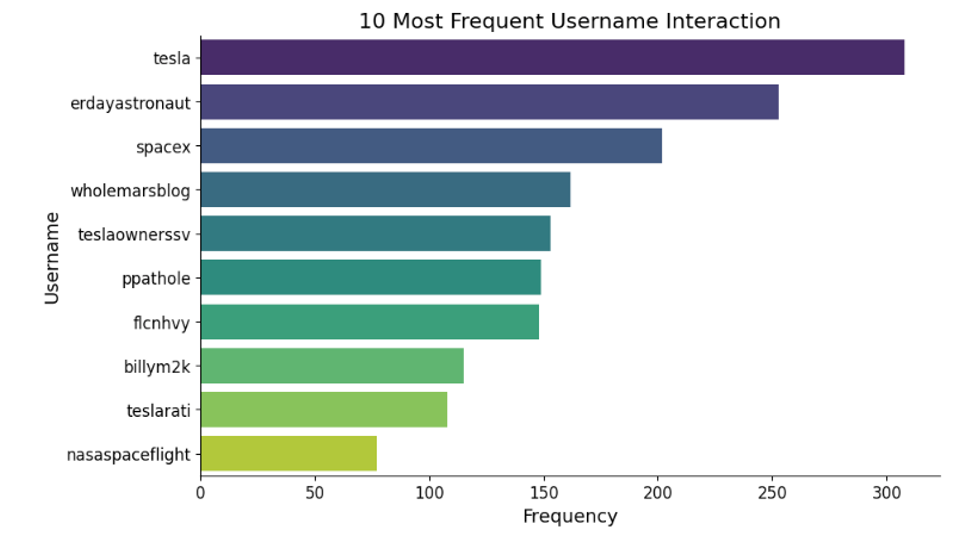 10 Most Frequent Username Interaction
tesla
erdayastronaut
spacex
wholemarsblog
teslaownerssv
ppathole
flcnhvy
billym2k
teslarati
nasaspaceflight
Username
0 50 100 150 200 250 300
Frequency